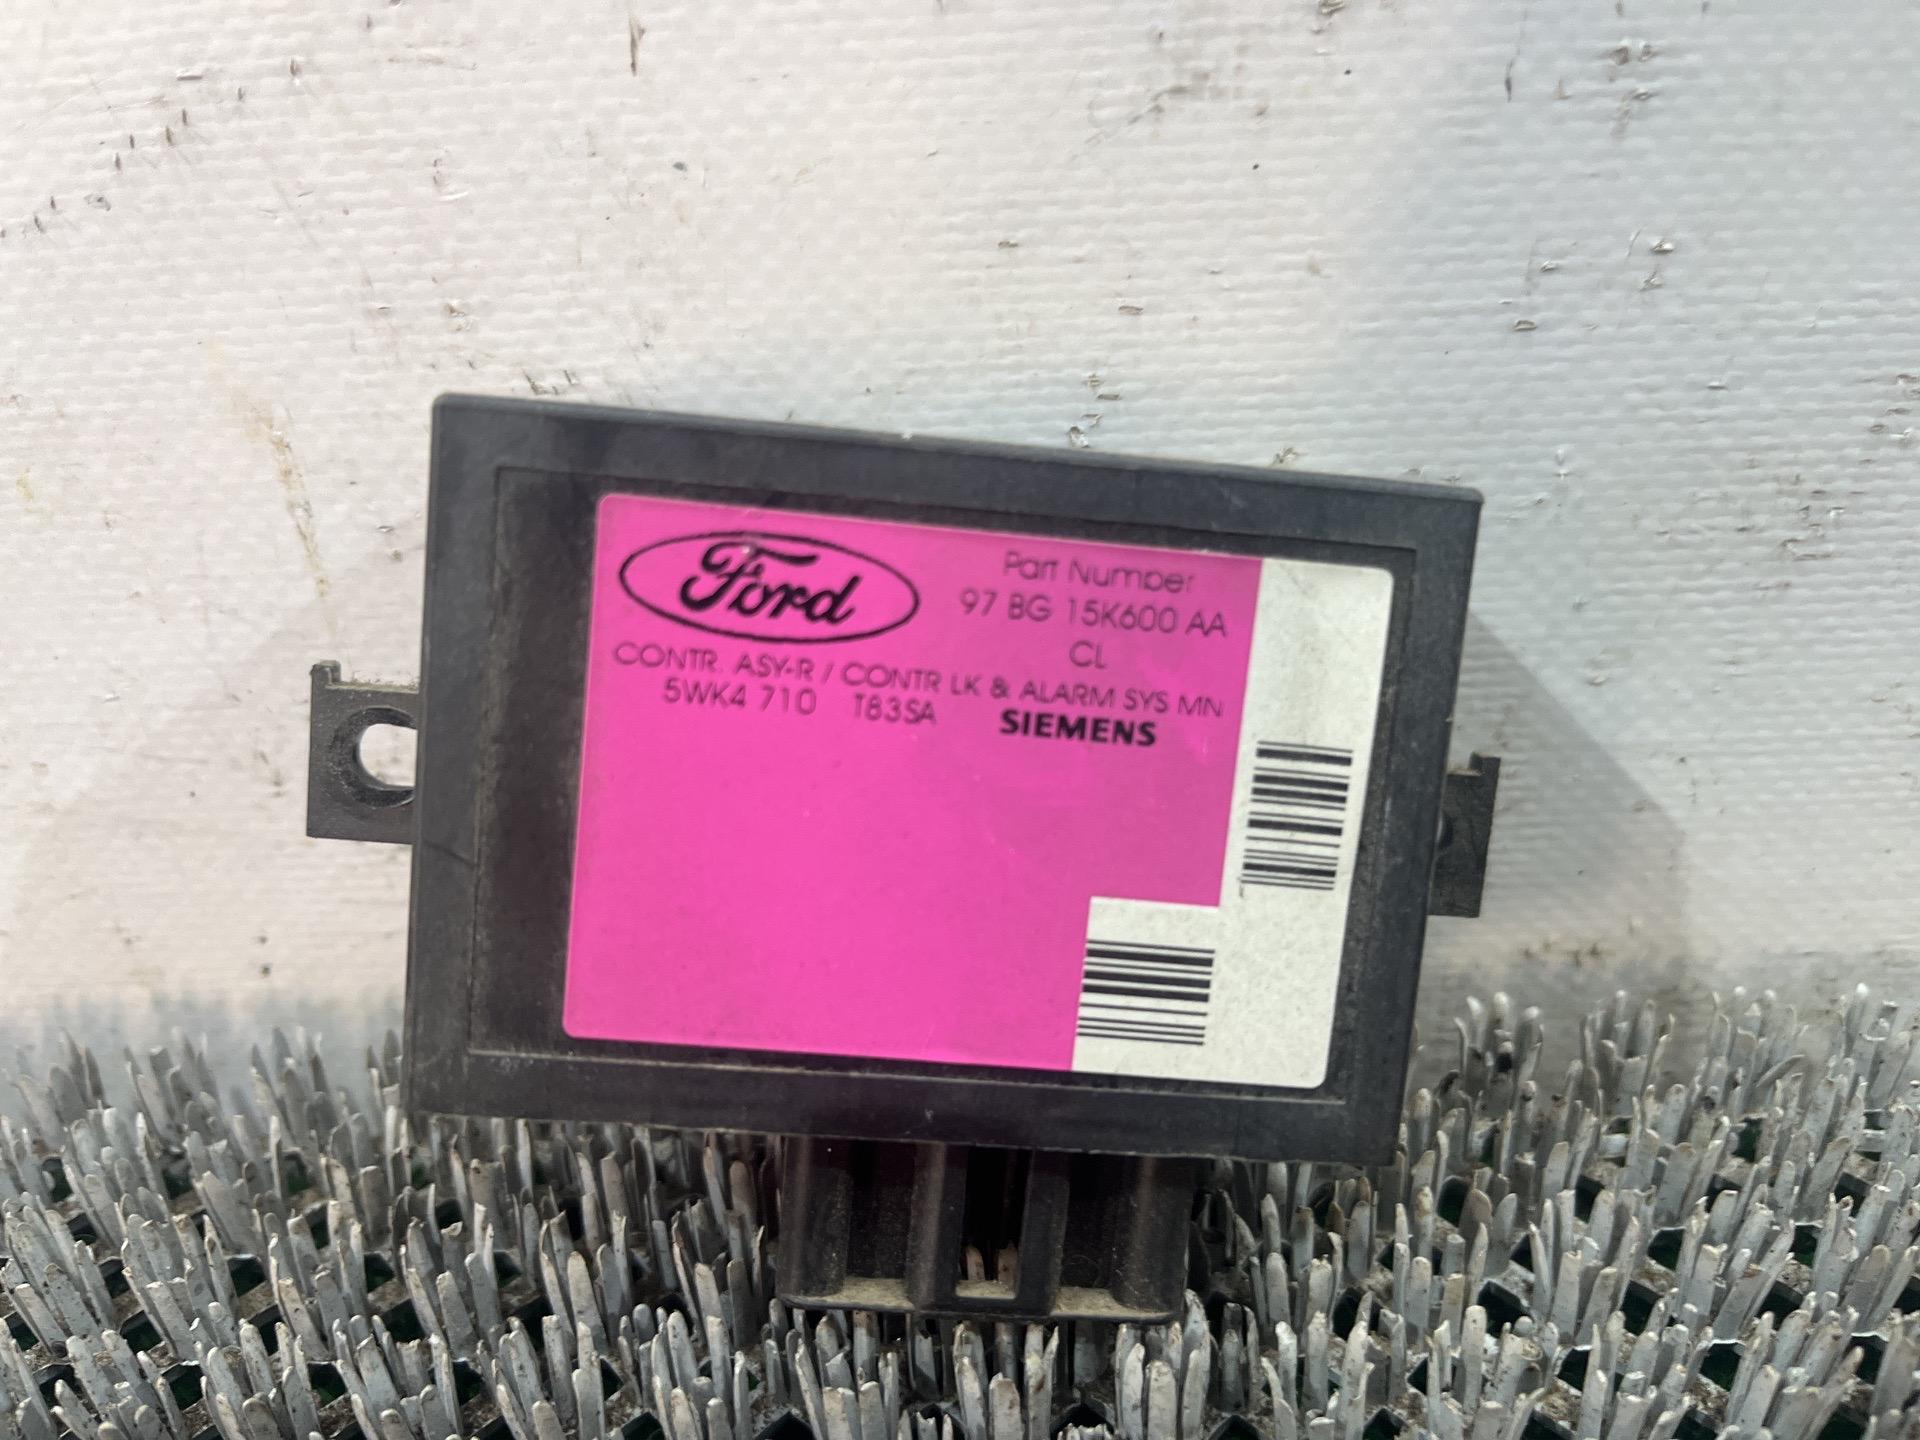 Ford
Part Number
97 BG 15K600 AA
CL
CONTR. ASY-R / CONTR LK & ALARM SYS MN
5WK4 710 T83SA SIEMENS